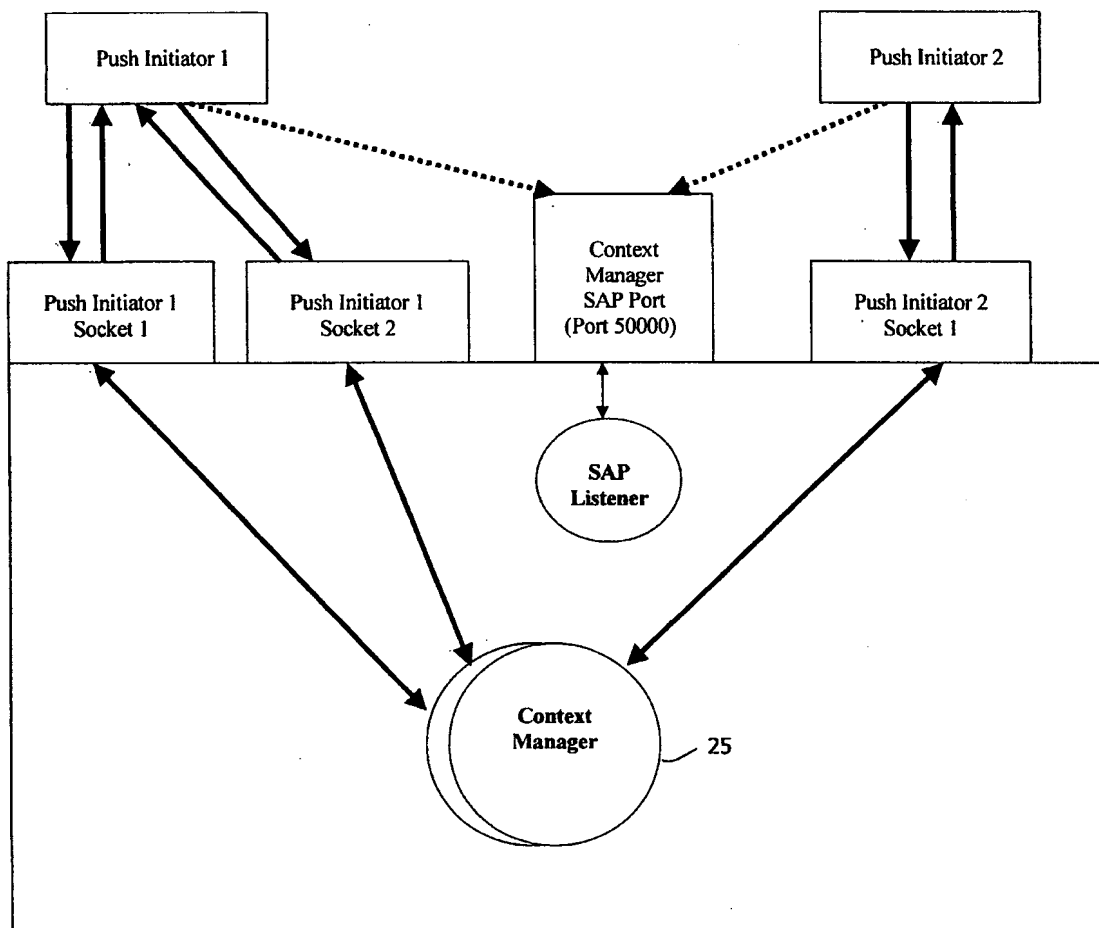 Push Initiator 1
Push Initiator 2
Context
Manager
SAP Port
(Port 50000)
Push Initiator 1
Socket 1
Push Initiator 1
Socket 2
Push Initiator 2
Socket 1
SAP
Listener
Context
Manager
25